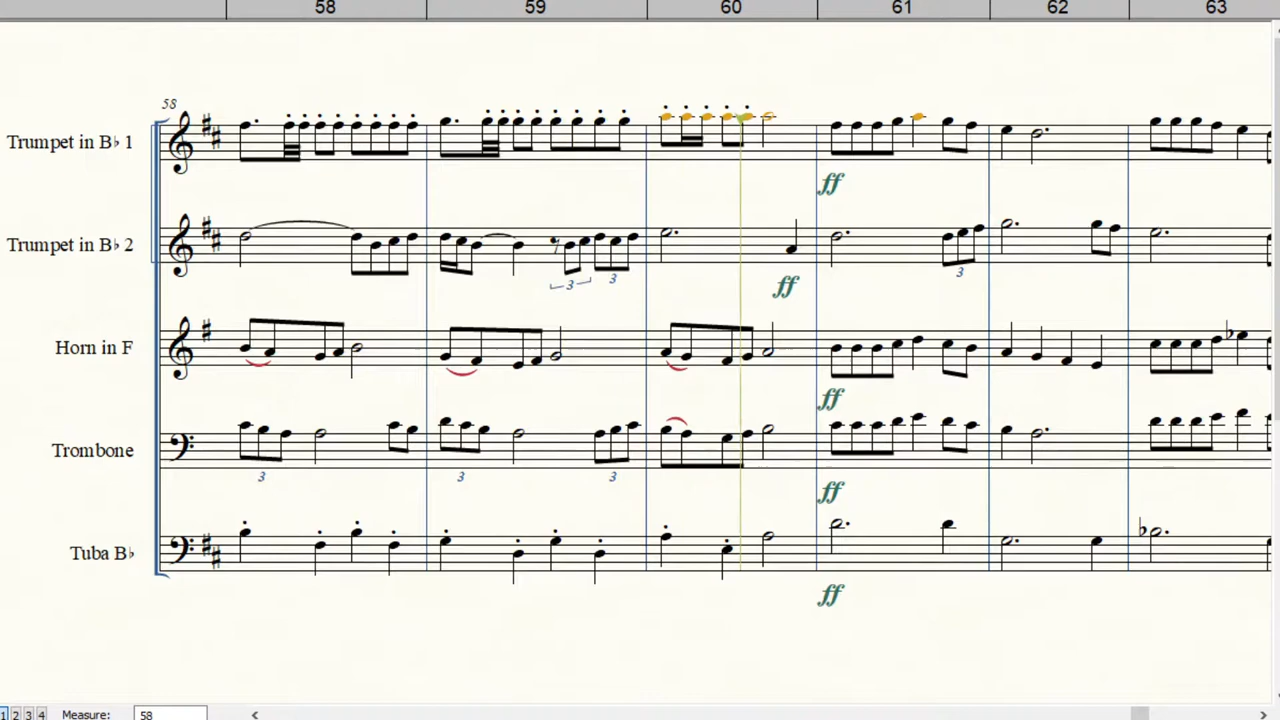 58 59 60 61 62 63
58
Trumpet in B♭ 1
ff
Trumpet in B♭ 2
3 3 ff 3
Horn in F
ff
Trombone
3 3 3
ff
Tuba B♭
ff
1 2 3 4 Measure: 58